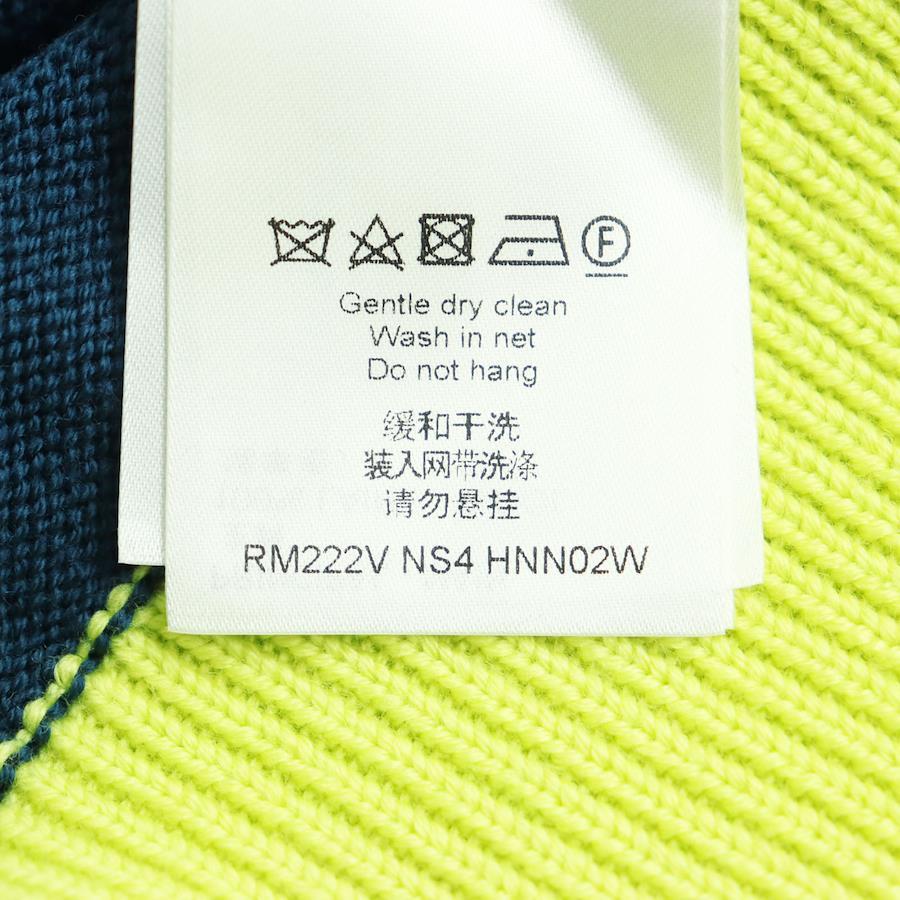 F
Gentle dry clean
Wash in net
Do not hang
缓和干洗
装入网带洗涤
请勿悬挂
RM222V NS4 HNN02W